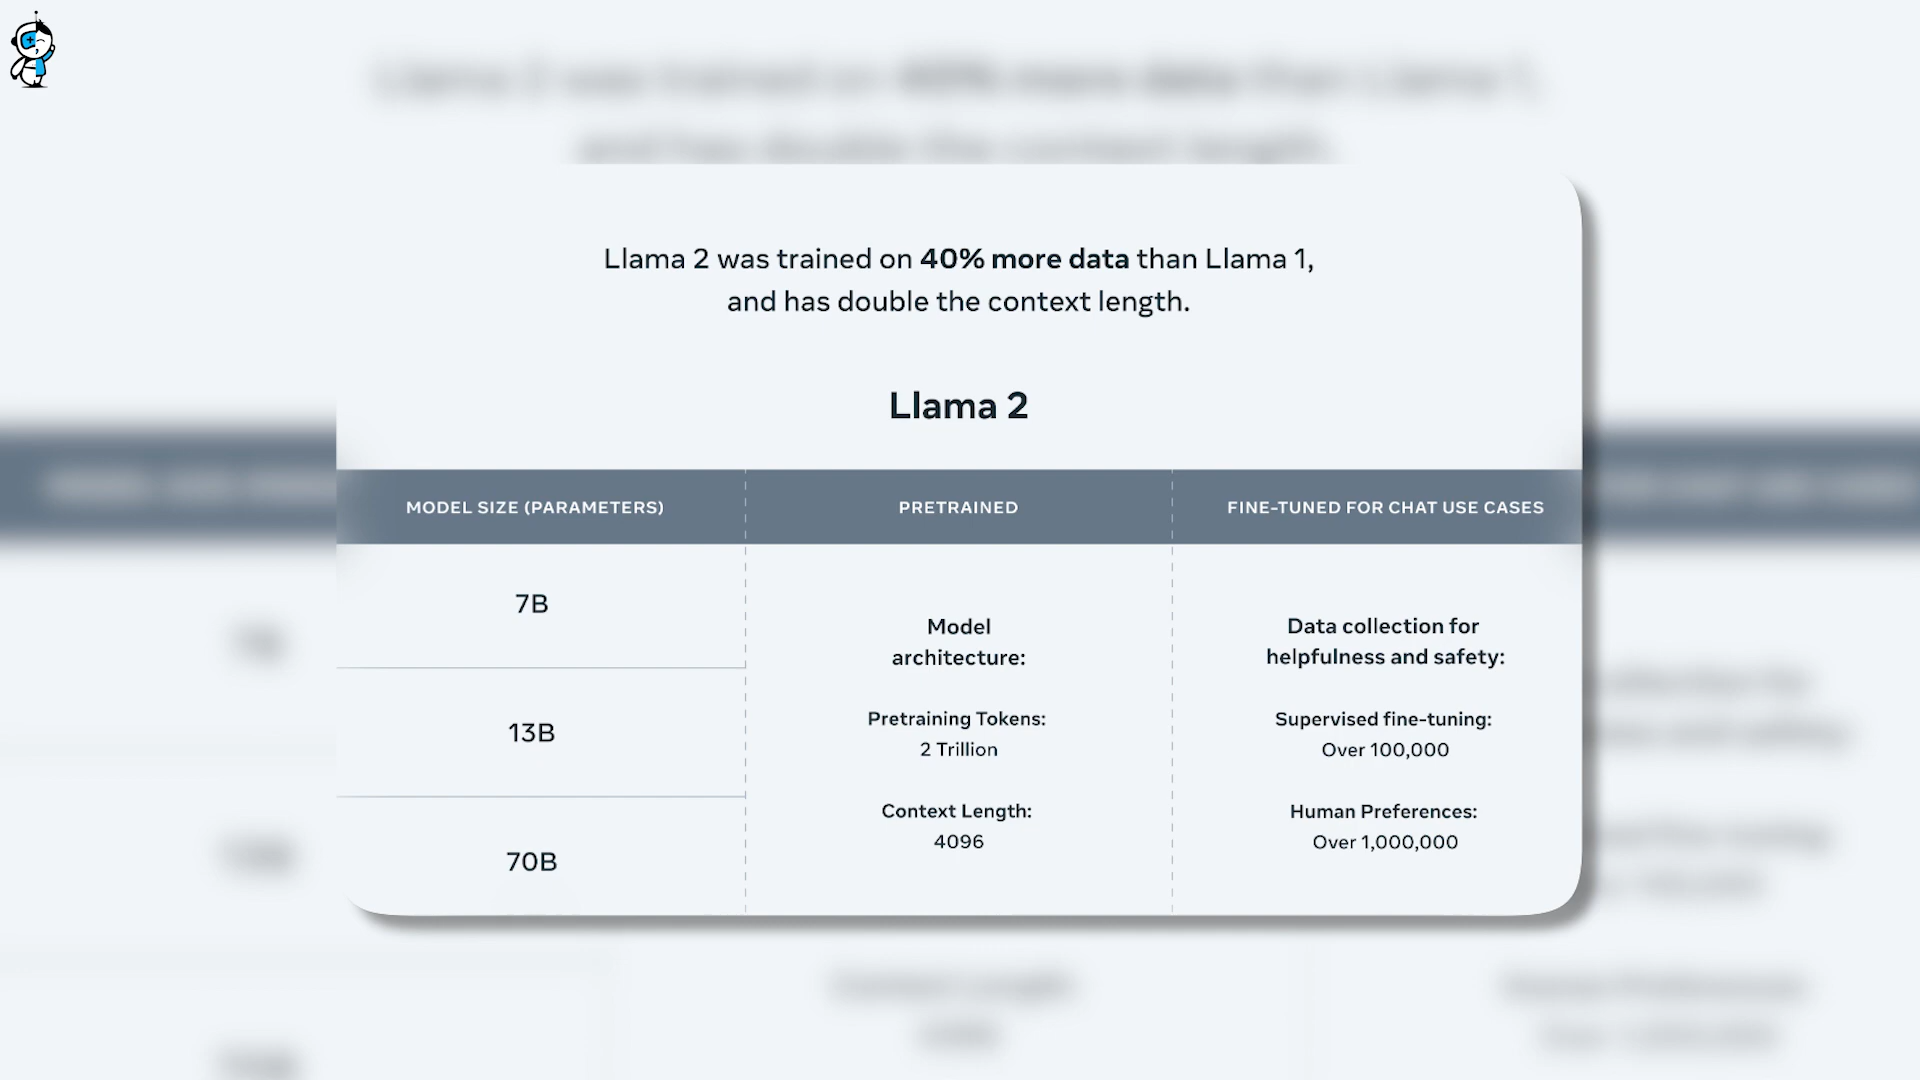 Llama 2 was trained on 40% more data than Llama 1,
and has double the context length.
Llama 2
MODEL SIZE (PARAMETERS)
PRETRAINED
FINE-TUNED FOR CHAT USE CASES
7B
13B
70B
Model
architecture:
Pretraining Tokens:
2 Trillion
Context Length:
4096
Data collection for
helpfulness and safety:
Supervised fine-tuning:
Over 100,000
Human Preferences:
Over 1,000,000